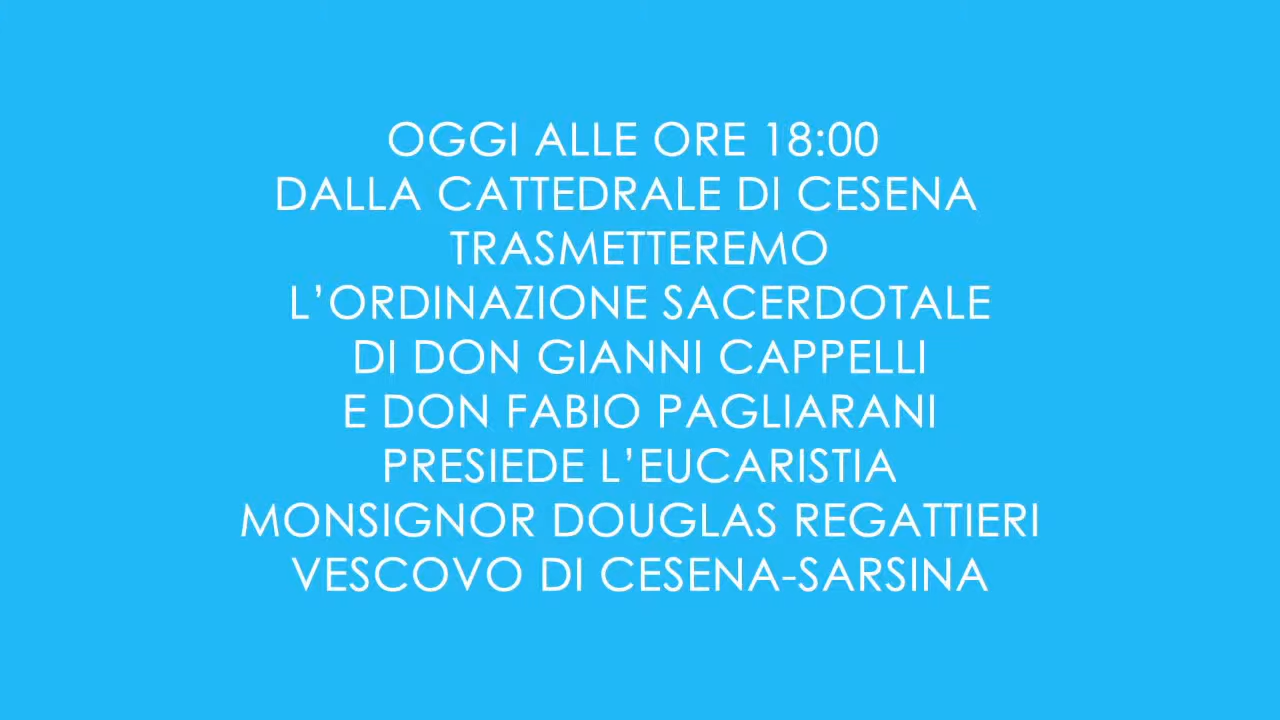 OGGI ALLE ORE 18:00
DALLA CATTEDRALE DI CESENA
TRASMETTEREMO
L’ORDINAZIONE SACERDOTALE
DI DON GIANNI CAPPELLI
E DON FABIO PAGLIARANI
PRESIEDE L’EUCARISTIA
MONSIGNOR DOUGLAS REGATTIERI
VESCOVO DI CESENA-SARSINA